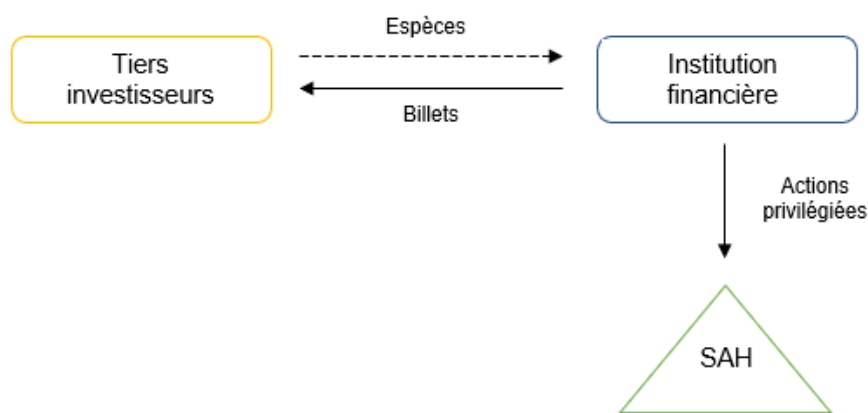 Espèces
Tiers
investisseurs
Institution
financière
Billets
Actions
privilégiées
SAH